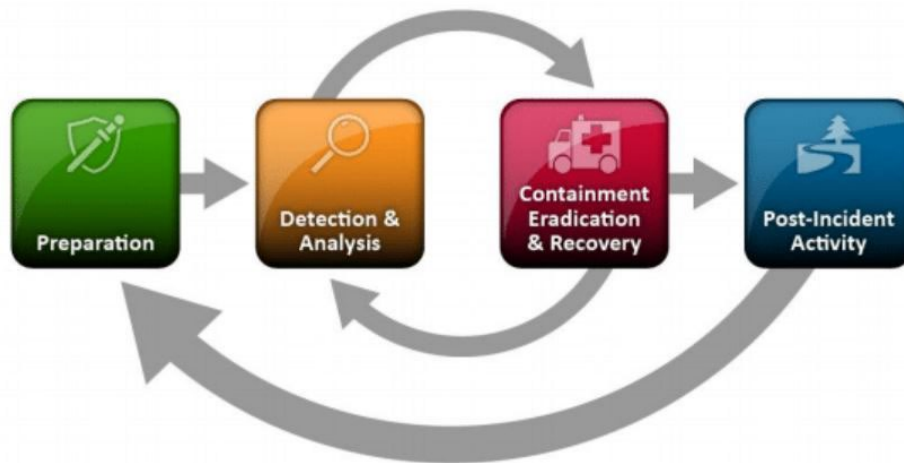 Preparation
Detection &
Analysis
Containment
Eradication
& Recovery
Post-Incident
Activity